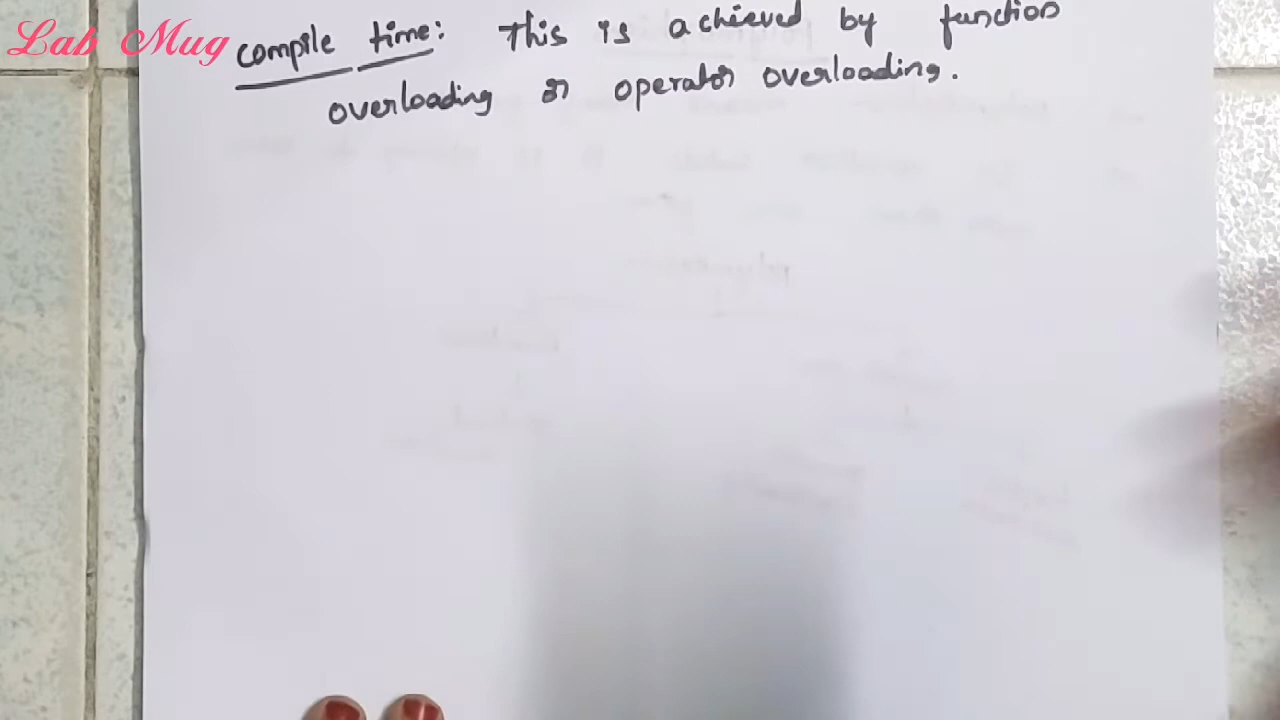 Lab Mug
compile time: This is achieved by function
overloading or operator overloading.